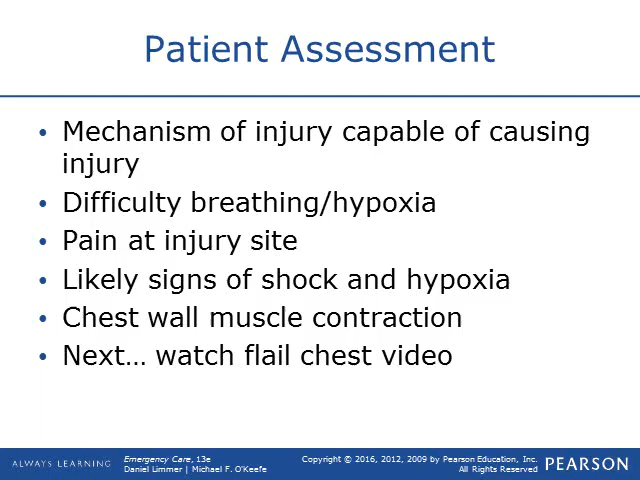 Patient Assessment
• Mechanism of injury capable of causing
injury
• Difficulty breathing/hypoxia
• Pain at injury site
• Likely signs of shock and hypoxia
• Chest wall muscle contraction
• Next… watch flail chest video
ALWAYS LEARNING
Emergency Care, 13e
Daniel Limmer | Michael F. O'Keefe
Copyright © 2016, 2012, 2009 by Pearson Education, Inc.
All Rights Reserved
PEARSON